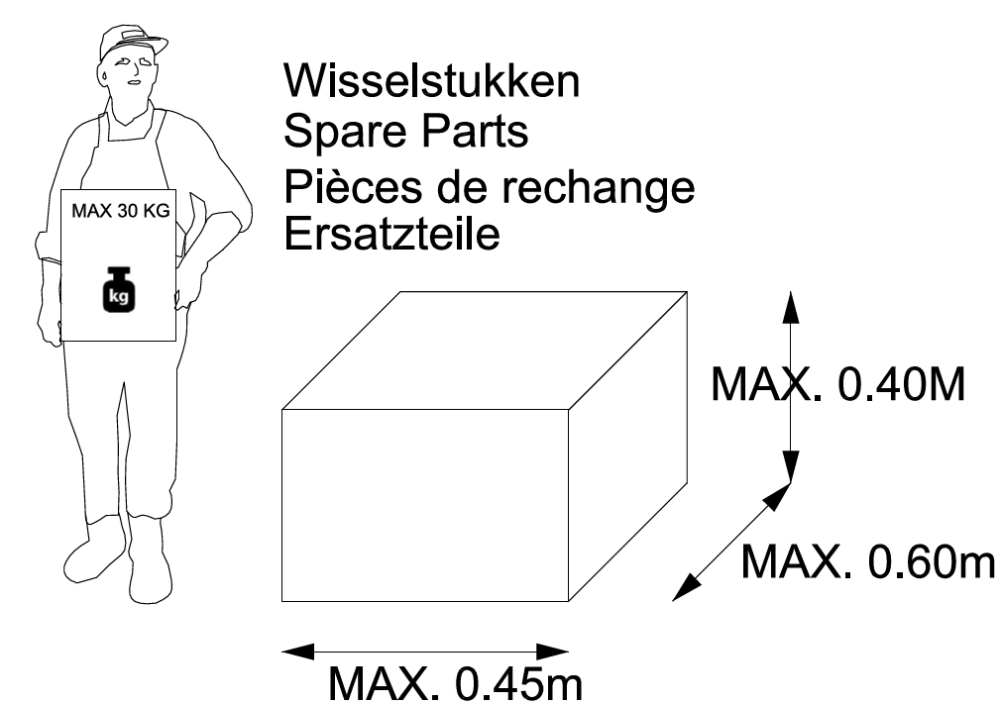 Wisselstukken
Spare Parts
Pièces de rechange
Ersatzteile
MAX 30 KG
kg
MAX. 0.40M
MAX. 0.60m
MAX. 0.45m